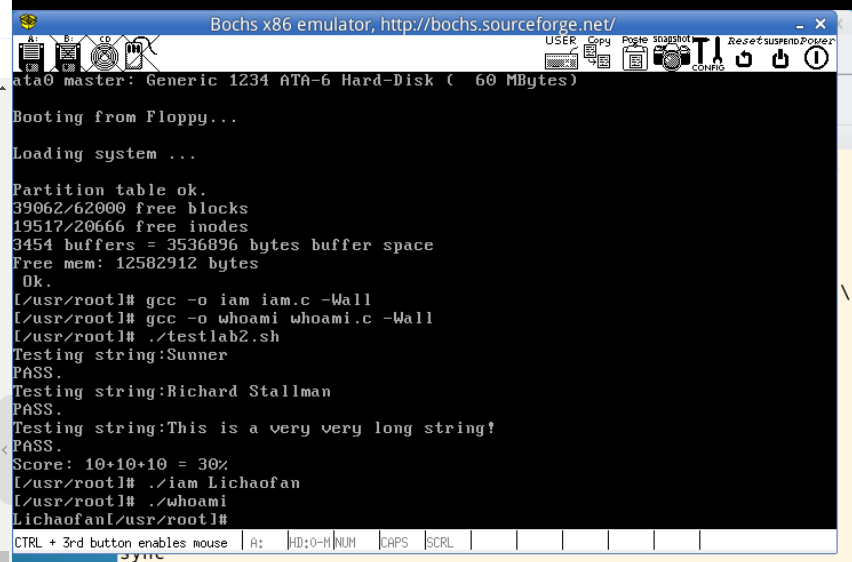 Bochs x86 emulator, http://bochs.sourceforge.net/
A: B: CD USER Copy Paste snapshot CONFIG Reset SUSPEND Power
ata0 master: Generic 1234 ATA-6 Hard-Disk (  60 MBytes)
Booting from Floppy...
Loading system ...
Partition table ok.
39062/62000 free blocks
19517/20666 free inodes
3454 buffers = 3536896 bytes buffer space
Free mem: 12582912 bytes
 Ok.
[/usr/root]# gcc -o iam iam.c -Wall
[/usr/root]# gcc -o whoami whoami.c -Wall
[/usr/root]# ./testlab2.sh
Testing string:Sunner
PASS.
Testing string:Richard Stallman
PASS.
Testing string:This is a very very long string!
PASS.
Score: 10+10+10 = 30%
[/usr/root]# ./iam Lichaofan
[/usr/root]# ./whoami
Lichaofan[/usr/root]#
CTRL + 3rd button enables mouse A: HD:0-M NUM CAPS SCRL
sync